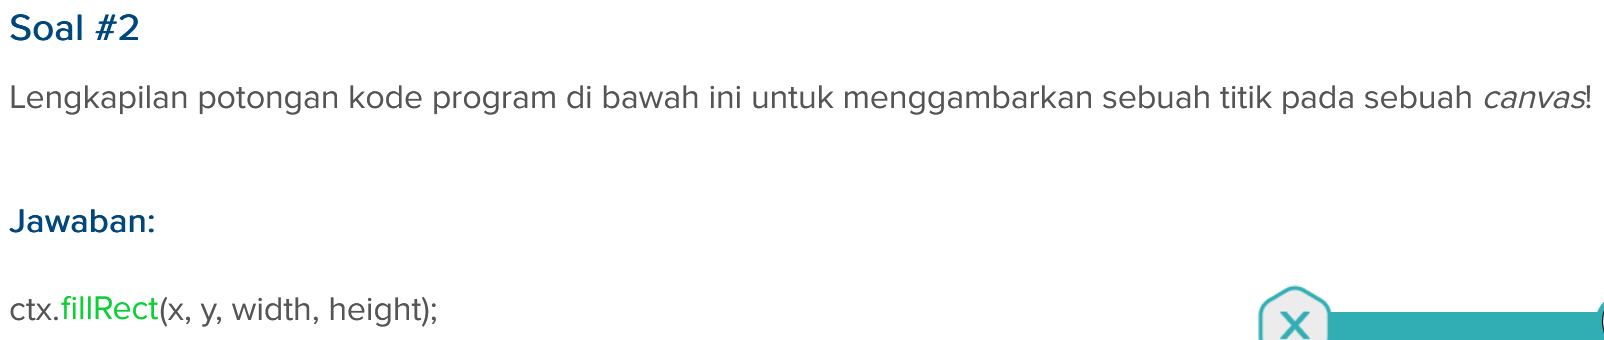 Soal #2
Lengkapilan potongan kode program di bawah ini untuk menggambarkan sebuah titik pada sebuah canvas!
Jawaban:
ctx.fillRect(x, y, width, height);
X